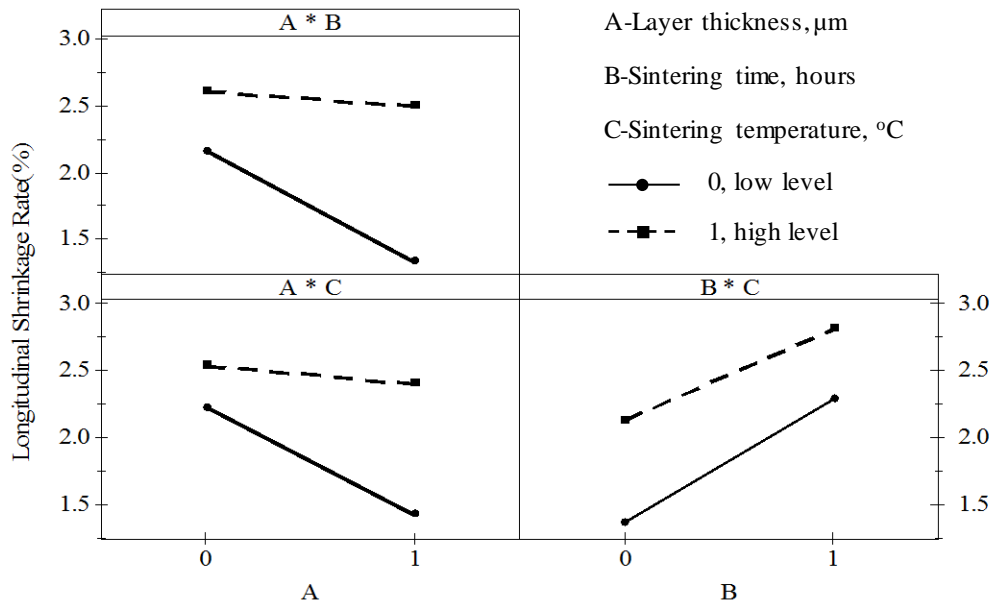 A * B
3.0
2.5
2.0
1.5
A-Layer thickness, µm
B-Sintering time, hours
C-Sintering temperature, ºC
0, low level
1, high level
Longitudinal Shrinkage Rate(%)
A * C
B * C
3.0
2.5
2.0
1.5
3.0
2.5
2.0
1.5
0
1
0
1
A
B